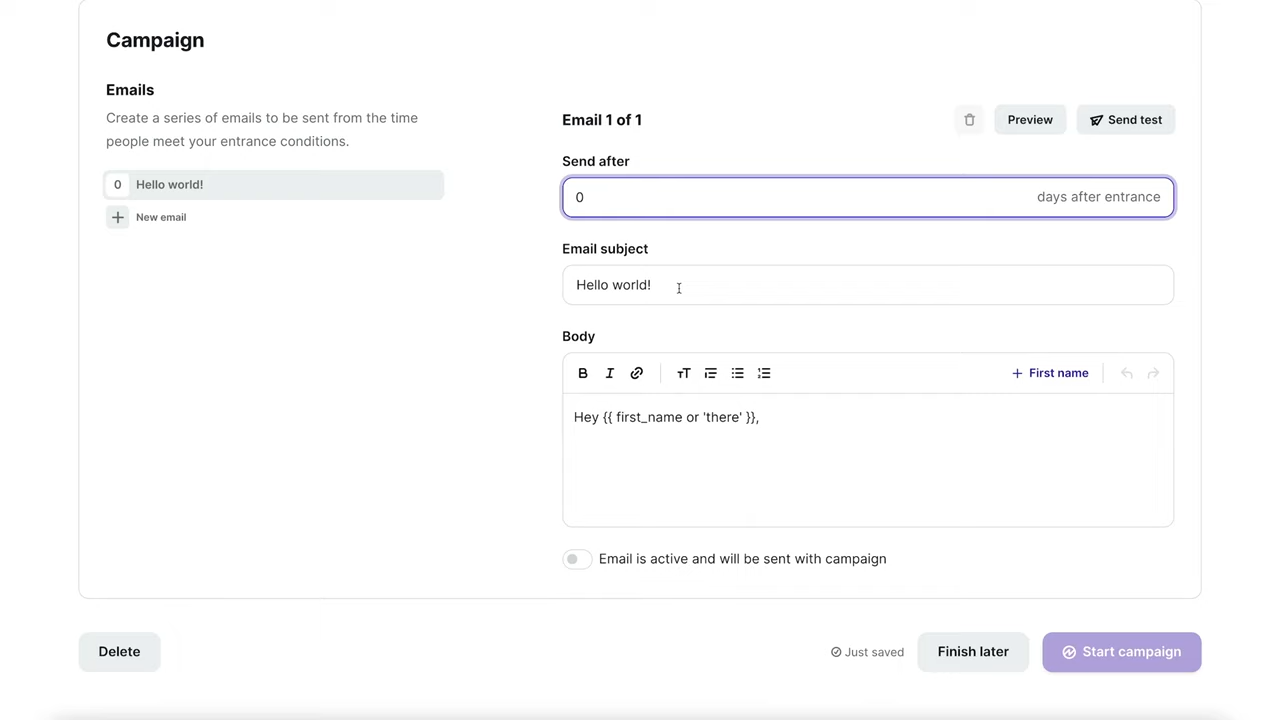 Campaign
Emails
Create a series of emails to be sent from the time
people meet your entrance conditions.
0 Hello world!
New email
Email 1 of 1
Preview
Send test
Send after
0 days after entrance
Email subject
Hello world!
Body
B I TT First name
Hey {{ first_name or 'there' }},
Email is active and will be sent with campaign
Delete
Just saved
Finish later
Start campaign